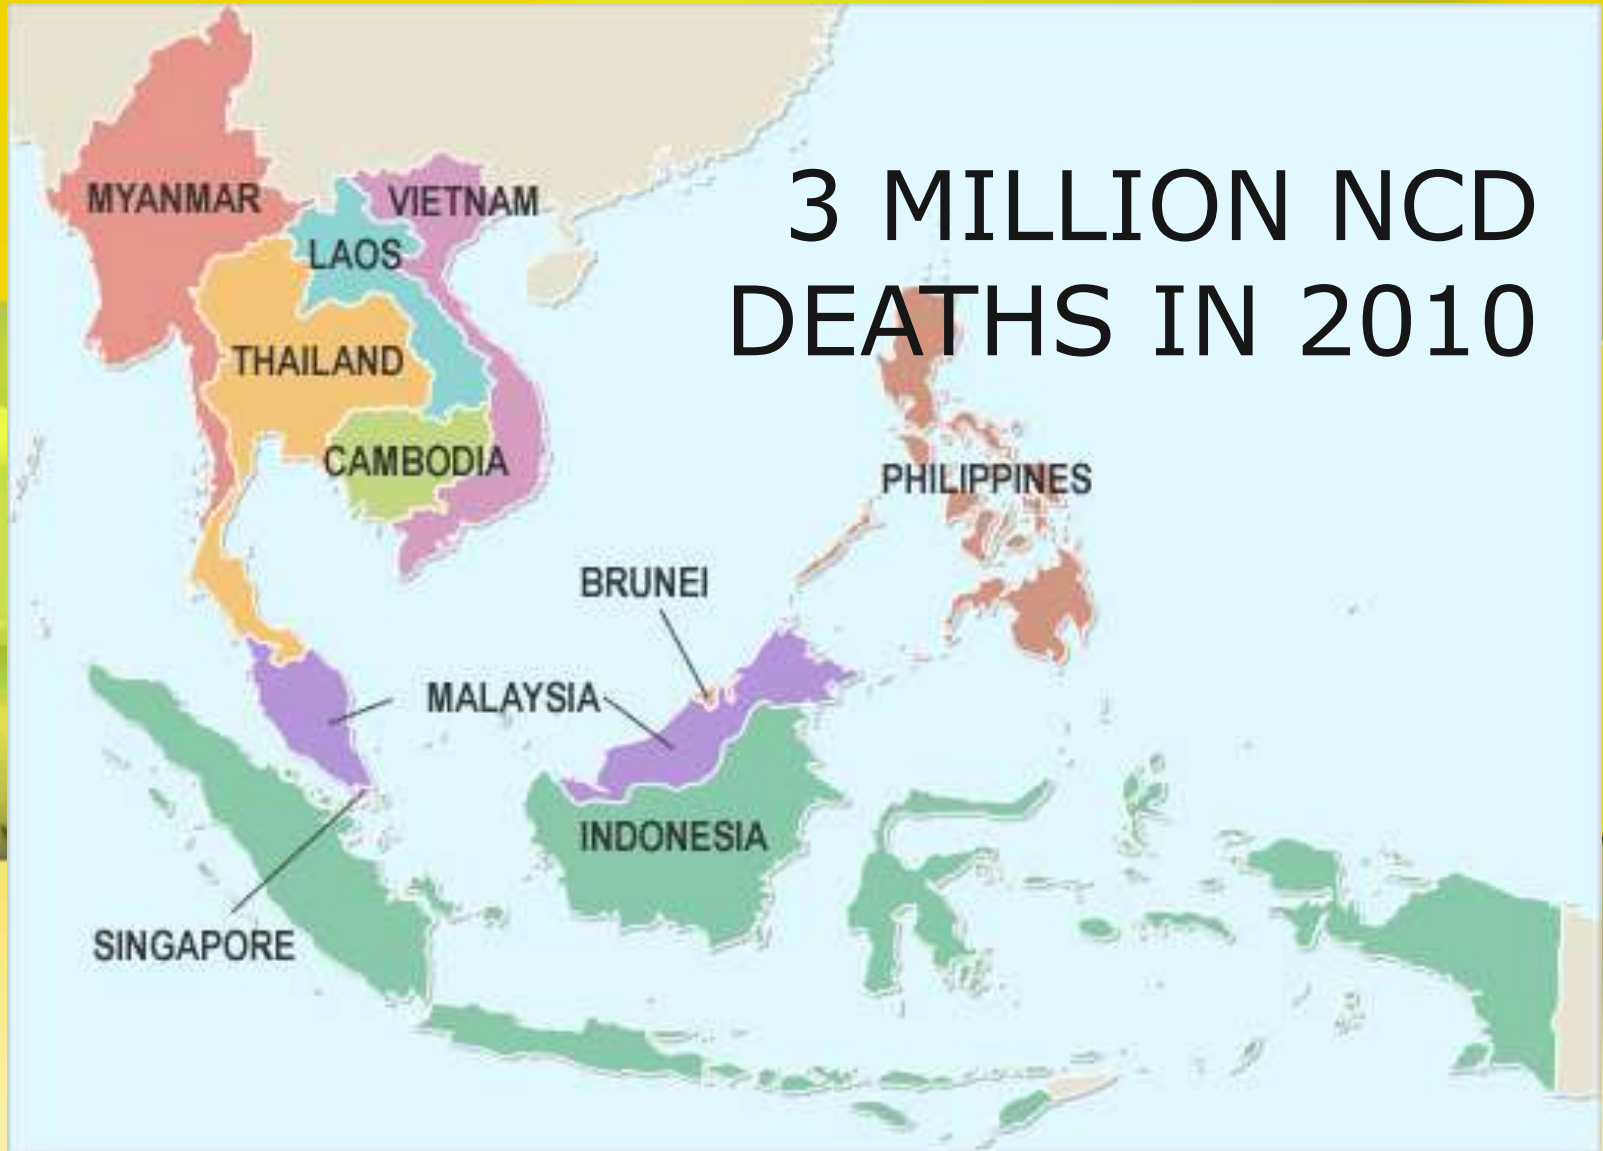 3 MILLION NCD
DEATHS IN 2010
MYANMAR
VIETNAM
LAOS
THAILAND
CAMBODIA
PHILIPPINES
BRUNEI
MALAYSIA
INDONESIA
SINGAPORE